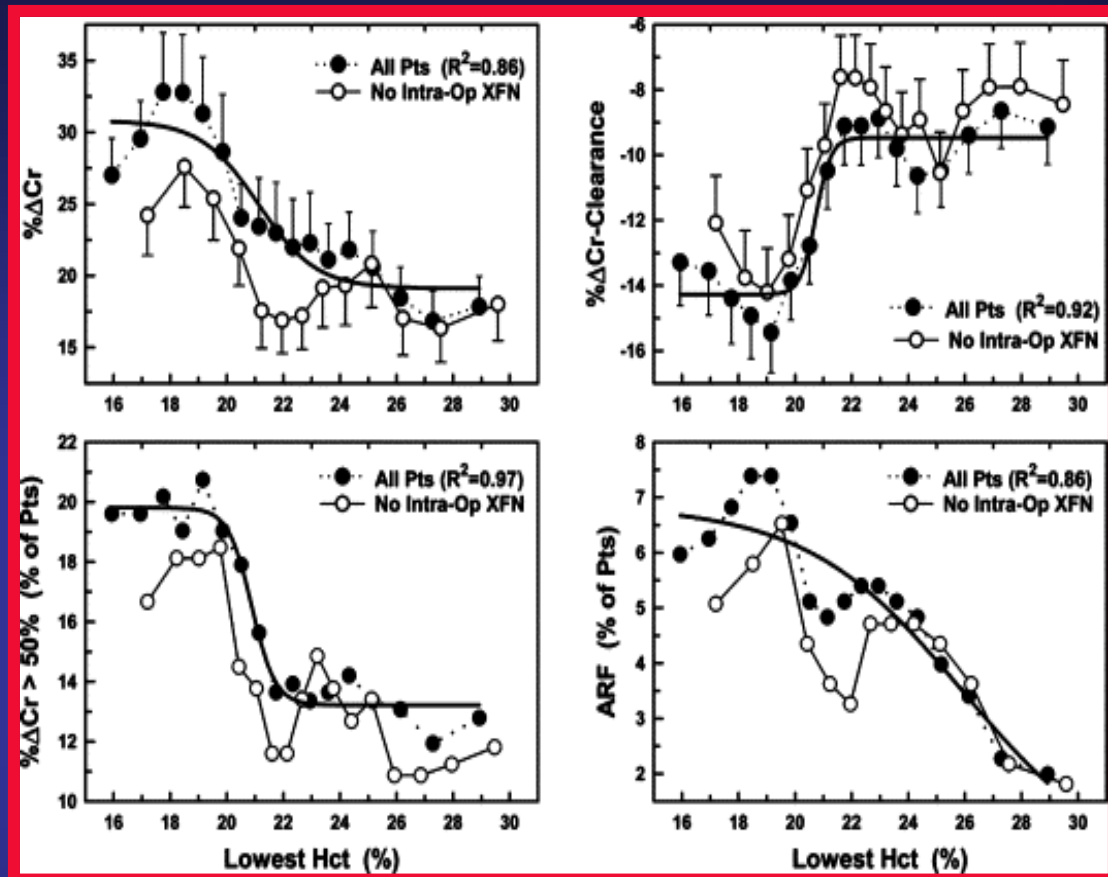 %ΔCr
35
30
25
20
15
All Pts (R²=0.86)
No Intra-Op XFN
16 18 20 22 24 26 28 30
%ΔCr-Clearance
-6
-8
-10
-12
-14
-16
All Pts (R²=0.92)
No Intra-Op XFN
16 18 20 22 24 26 28 30
%ΔCr > 50% (% of Pts)
22
20
18
16
14
12
10
All Pts (R²=0.97)
No Intra-Op XFN
16 18 20 22 24 26 28 30
Lowest Hct (%)
ARF (% of Pts)
8
7
6
5
4
3
2
All Pts (R²=0.86)
No Intra-Op XFN
16 18 20 22 24 26 28 30
Lowest Hct (%)